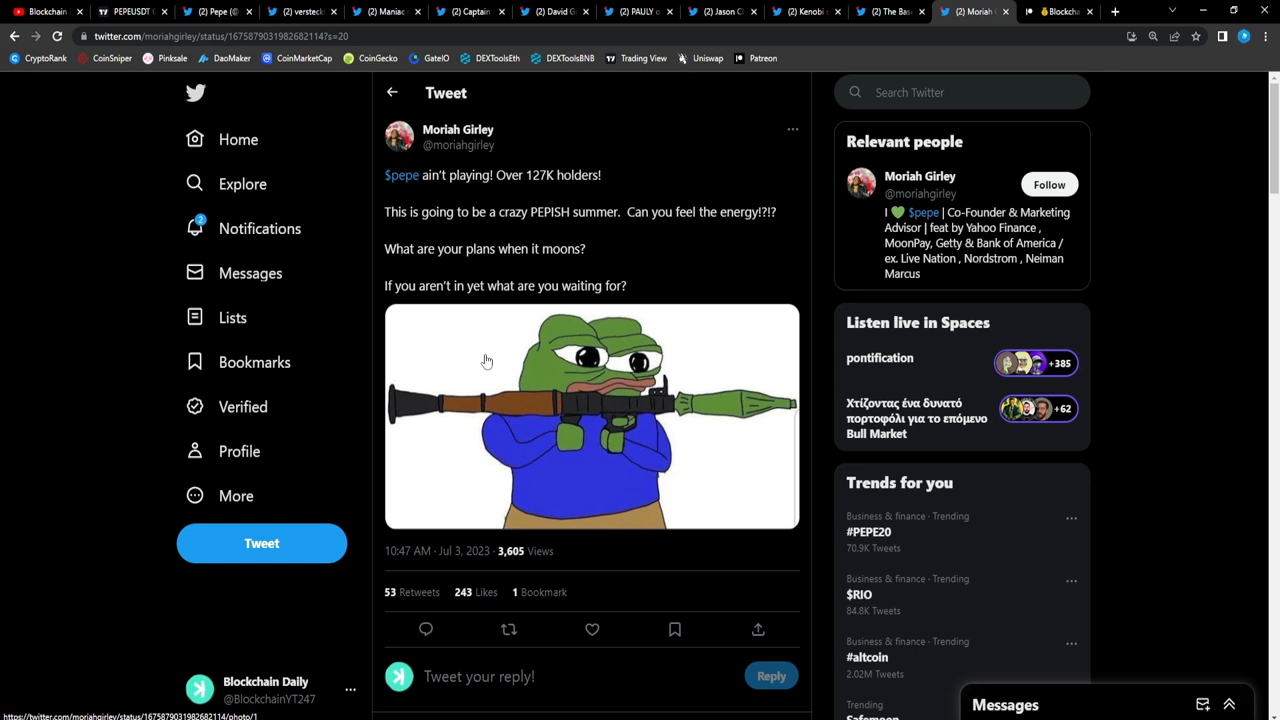 (2) Blockchain
PEPEUSDT
(2) Pepe (@
(2) versteck
(2) Maniac
(2) Captain
(2) David G
(2) PAULY
(2) Jason C
(2) Kenobi
(2) The Bas
(2) Moriah
Blockcha
twitter.com/moriahgirley/status/1675879031982682114?s=20
CryptoRank
CoinSniper
Pinksale
DaoMaker
CoinMarketCap
CoinGecko
GateIO
DEXToolsEth
DEXToolsBNB
Trading View
Uniswap
Patreon
Home
Explore
2
Notifications
Messages
Lists
Bookmarks
Verified
Profile
More
Tweet
Blockchain Daily
@BlockchainYT247
https://twitter.com/moriahgirley/status/1675879031982682114/photo/1
Tweet
Moriah Girley
@moriahgirley
$pepe ain't playing! Over 127K holders!
This is going to be a crazy PEPISH summer. Can you feel the energy!?!?
What are your plans when it moons?
If you aren't in yet what are you waiting for?
10:47 AM · Jul 3, 2023 · 3,605 Views
53 Retweets 243 Likes 1 Bookmark
Tweet your reply!
Reply
Search Twitter
Relevant people
Moriah Girley
@moriahgirley
Follow
I 💚 $pepe | Co-Founder & Marketing
Advisor | feat by Yahoo Finance ,
MoonPay, Getty & Bank of America /
ex. Live Nation , Nordstrom , Neiman
Marcus
Listen live in Spaces
pontification
+385
Χτίζοντας ένα δυνατό
πορτοφόλι για το επόμενο
Bull Market
+62
Trends for you
Business & finance · Trending
#PEPE20
70.9K Tweets
Business & finance · Trending
$RIO
84.8K Tweets
Business & finance · Trending
#altcoin
2.02M Tweets
Trending
Safemoon
Messages